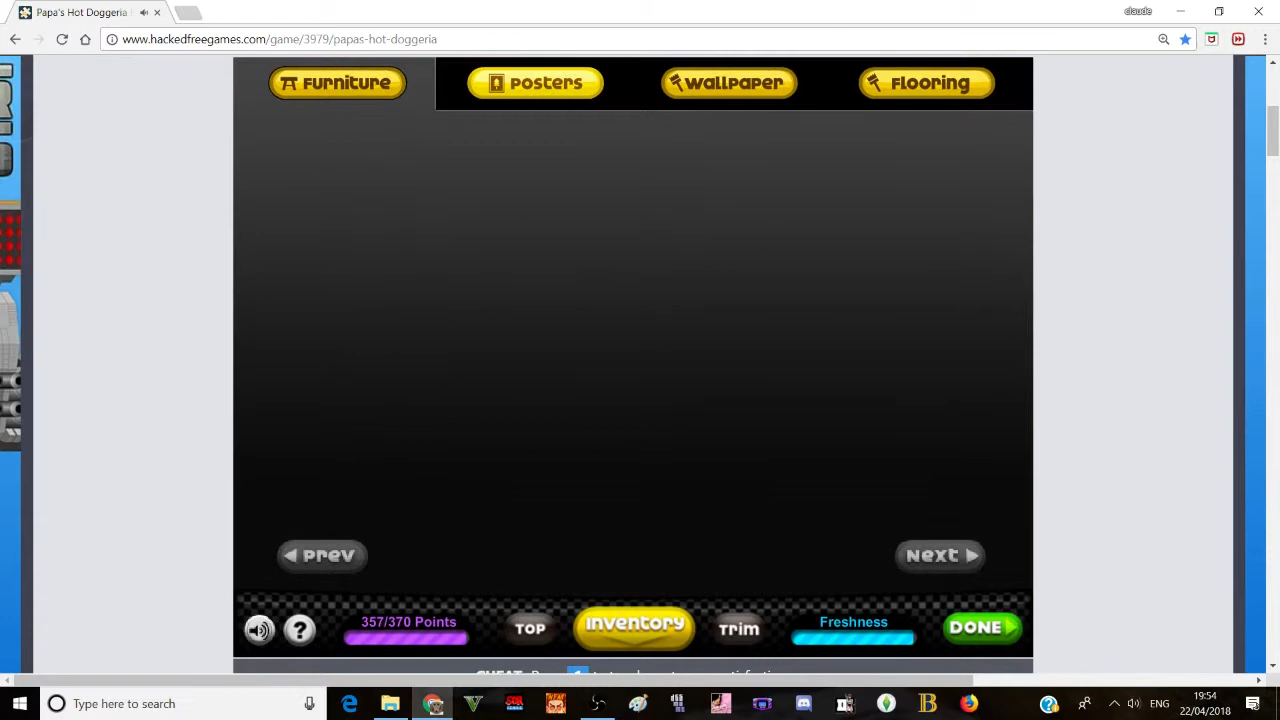 Papa's Hot Doggeria
claude
www.hackedfreegames.com/game/3979/papas-hot-doggeria
Furniture
Posters
Wallpaper
Flooring
Prev
Next
357/370 Points
TOP
Inventory
Trim
Freshness
DONE
Type here to search
ENG
19:54
22/04/2018